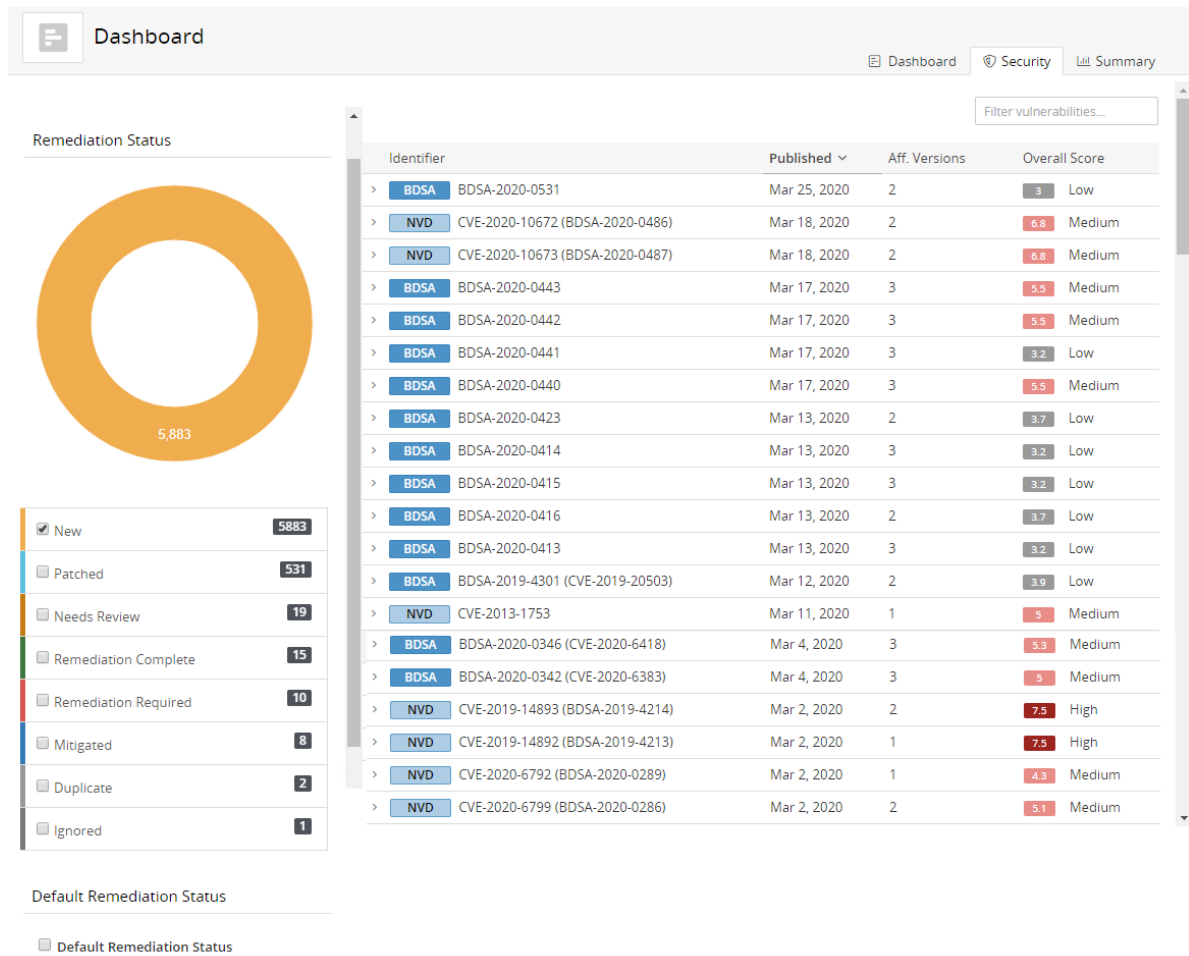 Dashboard
Dashboard Security Summary
Filter vulnerabilities...
Remediation Status
5,883
New 5883
Patched 531
Needs Review 19
Remediation Complete 15
Remediation Required 10
Mitigated 8
Duplicate 2
Ignored 1
Default Remediation Status
Default Remediation Status
Identifier Published Aff. Versions Overall Score
BDSA BDSA-2020-0531 Mar 25, 2020 2 3 Low
NVD CVE-2020-10672 (BDSA-2020-0486) Mar 18, 2020 2 6.8 Medium
NVD CVE-2020-10673 (BDSA-2020-0487) Mar 18, 2020 2 6.8 Medium
BDSA BDSA-2020-0443 Mar 17, 2020 3 5.5 Medium
BDSA BDSA-2020-0442 Mar 17, 2020 3 5.5 Medium
BDSA BDSA-2020-0441 Mar 17, 2020 3 3.2 Low
BDSA BDSA-2020-0440 Mar 17, 2020 3 5.5 Medium
BDSA BDSA-2020-0423 Mar 13, 2020 2 3.7 Low
BDSA BDSA-2020-0414 Mar 13, 2020 3 3.2 Low
BDSA BDSA-2020-0415 Mar 13, 2020 3 3.2 Low
BDSA BDSA-2020-0416 Mar 13, 2020 2 3.7 Low
BDSA BDSA-2020-0413 Mar 13, 2020 3 3.2 Low
BDSA BDSA-2019-4301 (CVE-2019-20503) Mar 12, 2020 2 3.9 Low
NVD CVE-2013-1753 Mar 11, 2020 1 5 Medium
BDSA BDSA-2020-0346 (CVE-2020-6418) Mar 4, 2020 3 5.3 Medium
BDSA BDSA-2020-0342 (CVE-2020-6383) Mar 4, 2020 3 5 Medium
NVD CVE-2019-14893 (BDSA-2019-4214) Mar 2, 2020 2 7.5 High
NVD CVE-2019-14892 (BDSA-2019-4213) Mar 2, 2020 1 7.5 High
NVD CVE-2020-6792 (BDSA-2020-0289) Mar 2, 2020 1 4.3 Medium
NVD CVE-2020-6799 (BDSA-2020-0286) Mar 2, 2020 2 5.1 Medium